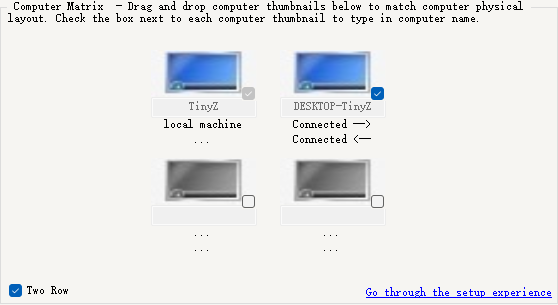 Computer Matrix  - Drag and drop computer thumbnails below to match computer physical
layout. Check the box next to each computer thumbnail to type in computer name.
TinyZ
DESKTOP-TinyZ
local machine
Connected -->
...
Connected <--
...
...
...
...
Two Row
Go through the setup experience